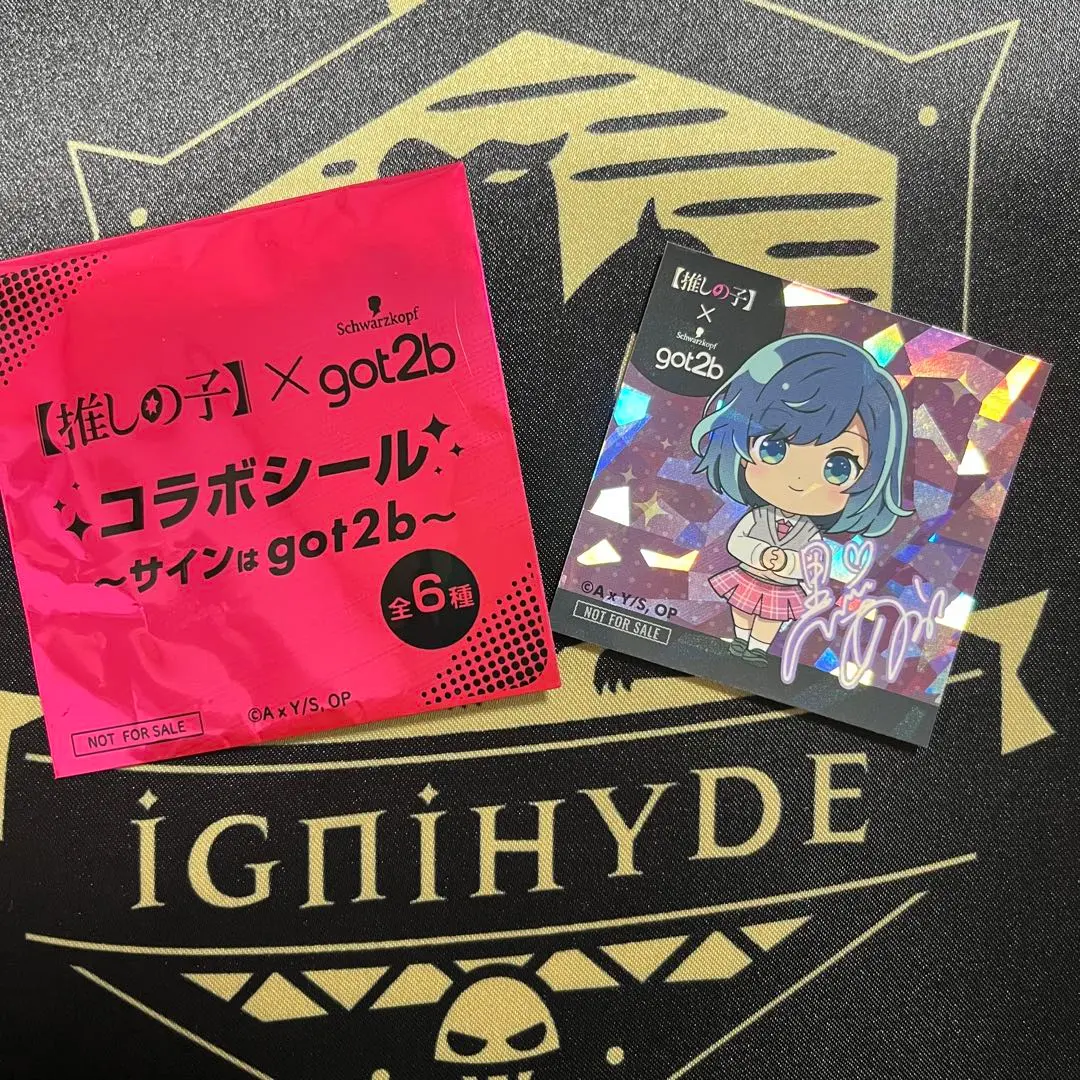 Schwarzkopf
【推しの子】×got2b
コラボシール
～サインは got2b～
全6種
©A x Y/S, OP
NOT FOR SALE
【推しの子】
×
Schwarzkopf
got2b
©A x Y/S, OP
NOT FOR SALE
IGNIHYDE